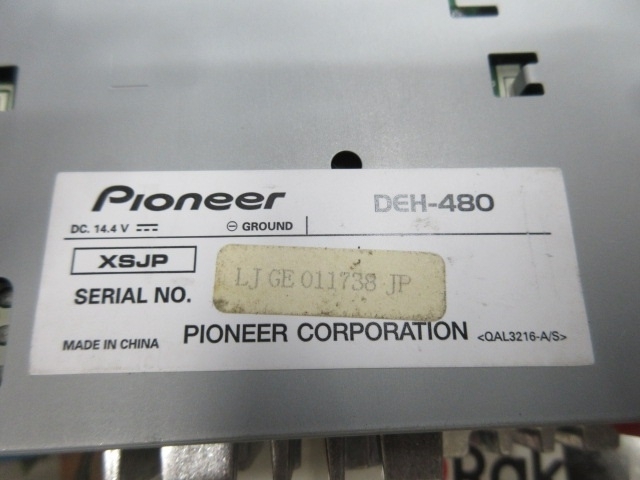 Pioneer DEH-480
DC. 14.4 V ⎓ ⊖ GROUND
XSJP
SERIAL NO. LJ GE 011738 JP
MADE IN CHINA PIONEER CORPORATION <QAL3216-A/S>